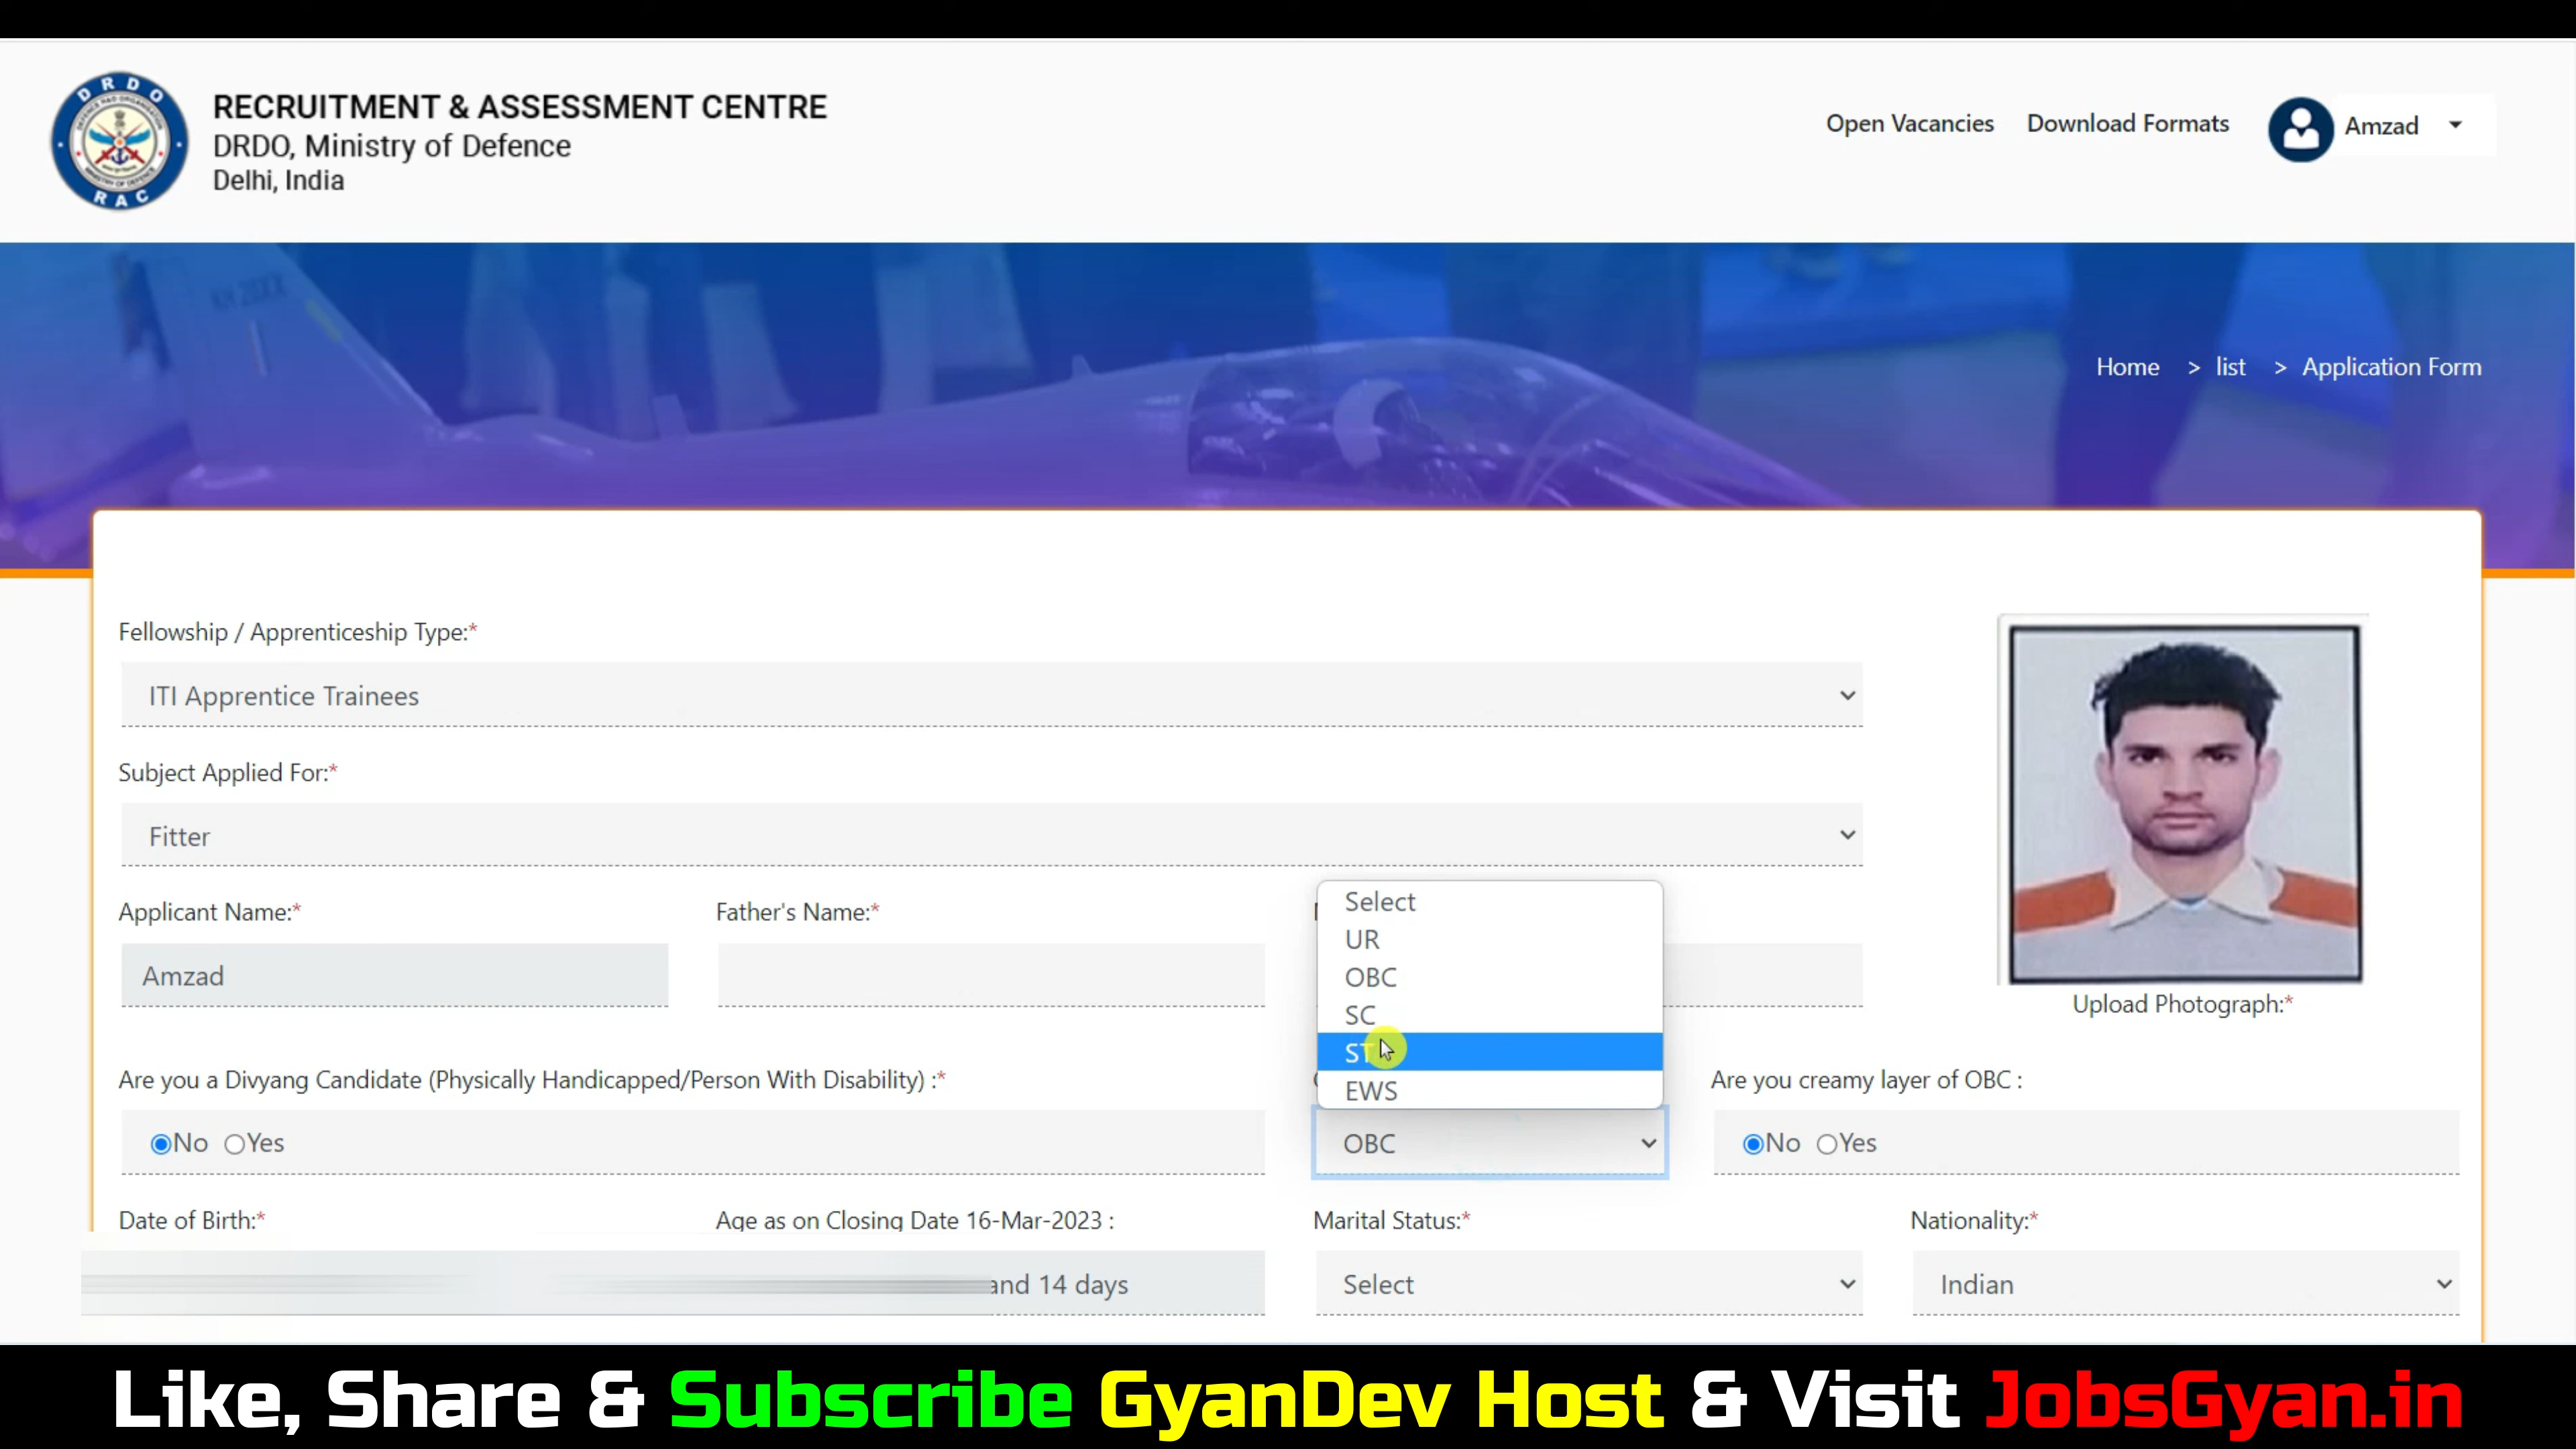 RECRUITMENT & ASSESSMENT CENTRE
DRDO, Ministry of Defence
Delhi, India
DRDO
RAC
Open Vacancies
Download Formats
Amzad
Home > list > Application Form
Fellowship / Apprenticeship Type:*
ITI Apprentice Trainees
Subject Applied For:*
Fitter
Applicant Name:*
Father's Name:*
Amzad
Upload Photograph:*
Select
UR
OBC
SC
ST
EWS
Are you a Divyang Candidate (Physically Handicapped/Person With Disability) :*
Are you creamy layer of OBC :
No Yes
OBC
No Yes
Date of Birth:*
Age as on Closing Date 16-Mar-2023 :
Marital Status:*
Nationality:*
and 14 days
Select
Indian
Like, Share & Subscribe GyanDev Host & Visit JobsGyan.in